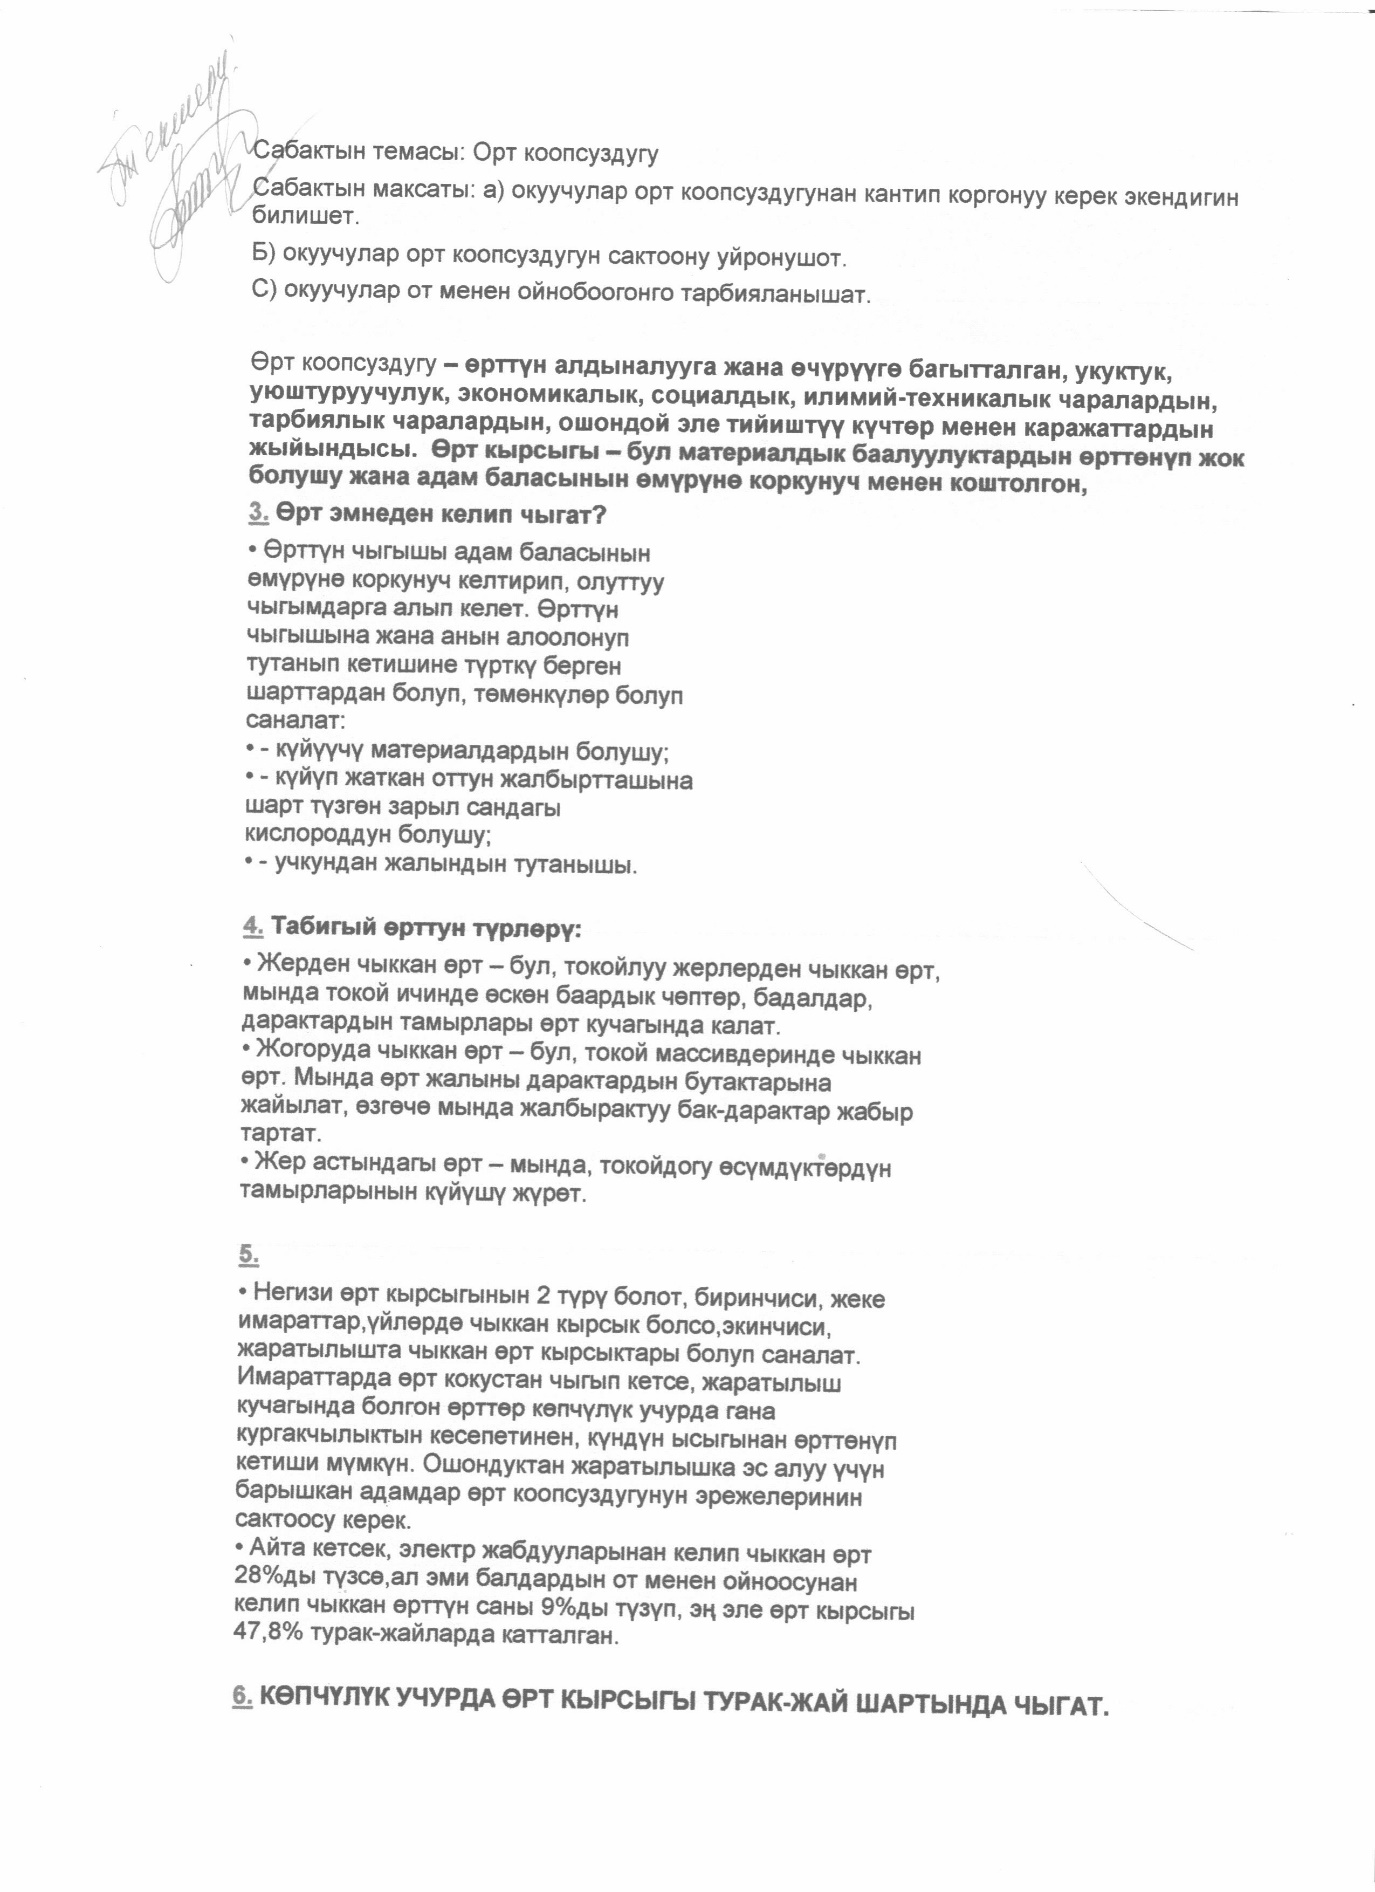 Сабактын темасы: Орт коопсуздугу
Сабактын максаты: а) окуучулар орт коопсуздугунан кантип коргонуу керек экендигин
билишет.
Б) окуучулар орт коопсуздугун сактоону уйронушот.
С) окуучулар от менен ойнобоогонго тарбияланышат.
Өрт коопсуздугу – өрттүн алдыналууга жана өчүрүүгө багытталган, укуктук,
уюштуруучулук, экономикалык, социалдык, илимий-техникалык чаралардын,
тарбиялык чаралардын, ошондой эле тийиштүү күчтөр менен каражаттардын
жыйындысы. Өрт кырсыгы – бул материалдык баалуулуктардын өрттөнүп жок
болушу жана адам баласынын өмүрүнө коркунуч менен коштолгон,
3. Өрт эмнеден келип чыгат?
• Өрттүн чыгышы адам баласынын
өмүрүнө коркунуч келтирип, олуттуу
чыгымдарга алып келет. Өрттүн
чыгышына жана анын алоолонуп
тутанып кетишине түрткү берген
шарттардан болуп, төмөнкүлөр болуп
саналат:
• - күйүүчү материалдардын болушу;
• - күйүп жаткан оттун жалбыртташына
шарт түзгөн зарыл сандагы
кислороддун болушу;
• - учкундан жалындын тутанышы.
4. Табигый өрттун түрлөрү:
• Жерден чыккан өрт – бул, токойлуу жерлерден чыккан өрт,
мында токой ичинде өскөн баардык чөптөр, бадалдар,
дарактардын тамырлары өрт кучагында калат.
• Жогоруда чыккан өрт – бул, токой массивдеринде чыккан
өрт. Мында өрт жалыны дарактардын бутактарына
жайылат, өзгөчө мында жалбырактуу бак-дарактар жабыр
тартат.
• Жер астындагы өрт – мында, токойдогу өсүмдүктөрдүн
тамырларынын күйүшү жүрөт.
5.
• Негизи өрт кырсыгынын 2 түрү болот, биринчиси, жеке
имараттар,үйлөрдө чыккан кырсык болсо,экинчиси,
жаратылышта чыккан өрт кырсыктары болуп саналат.
Имараттарда өрт кокустан чыгып кетсе, жаратылыш
кучагында болгон өрттөр көпчүлүк учурда гана
кургакчылыктын кесепетинен, күндүн ысыгынан өрттөнүп
кетиши мүмкүн. Ошондуктан жаратылышка эс алуу үчүн
барышкан адамдар өрт коопсуздугунун эрежелеринин
сактоосу керек.
• Айта кетсек, электр жабдууларынан келип чыккан өрт
28%ды түзсө,ал эми балдардын от менен ойноосунан
келип чыккан өрттүн саны 9%ды түзүп, эң эле өрт кырсыгы
47,8% турак-жайларда катталган.
6. КӨПЧҮЛҮК УЧУРДА ӨРТ КЫРСЫГЫ ТУРАК-ЖАЙ ШАРТЫНДА ЧЫГАТ.